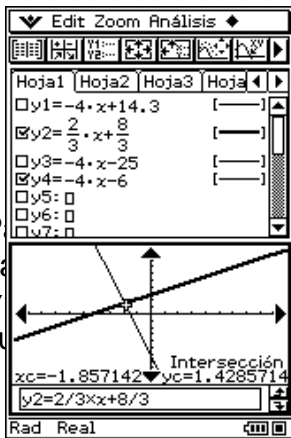 Edit Zoom Análisis
Hoja1 Hoja2 Hoja3 Hoja
y1=-4·x+14.3 [—]
y2=2/3·x+8/3 [—]
y3=-4·x-25 [—]
y4=-4·x-6 [—]
y5:
y6:
y7:
Intersección
xc=-1.857142 yc=1.4285714
y2=2/3×x+8/3
Rad Real